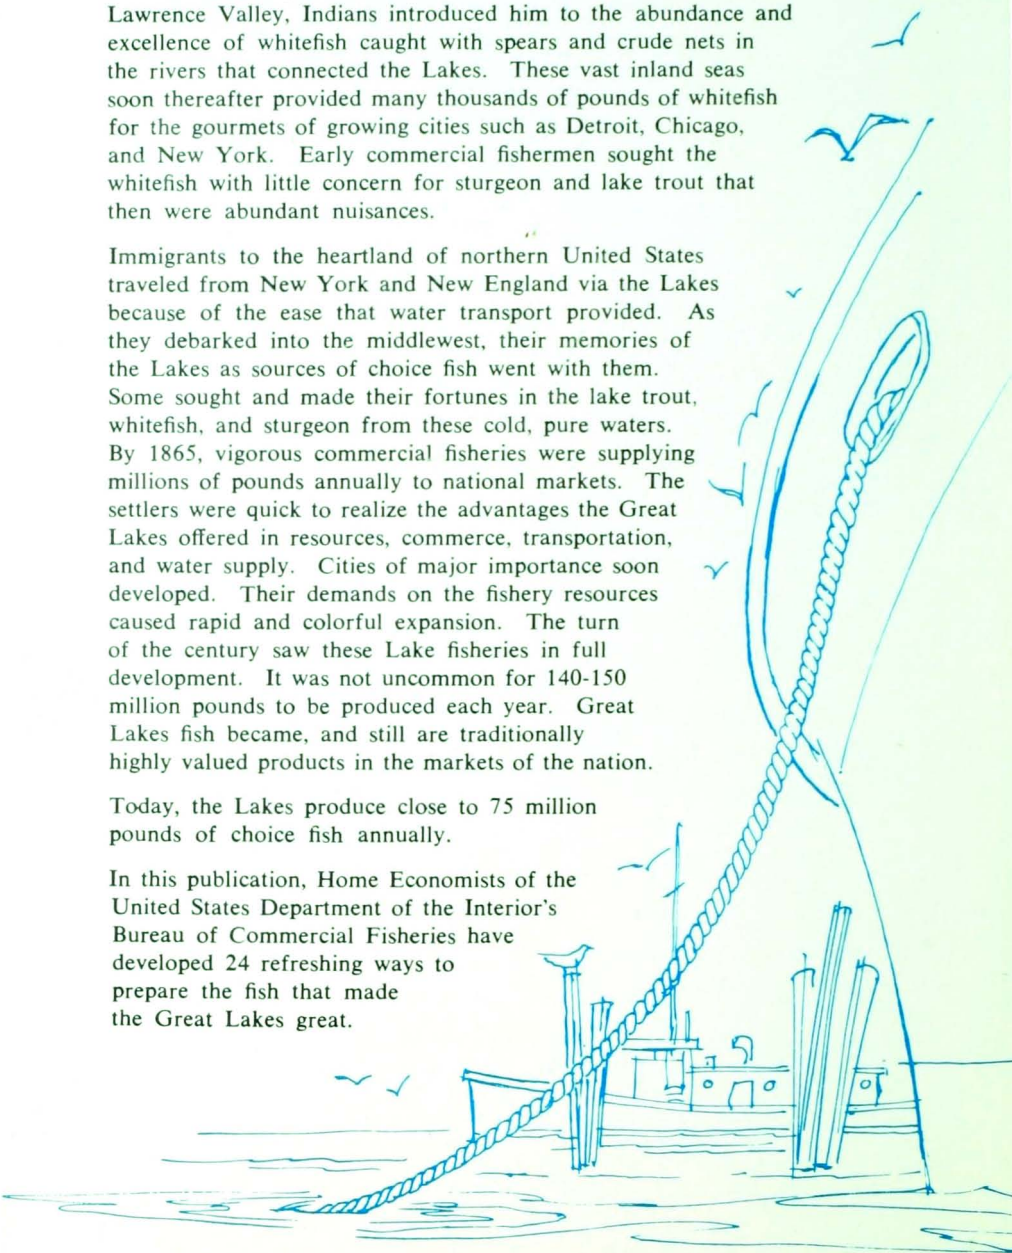 Lawrence Valley, Indians introduced him to the abundance and
excellence of whitefish caught with spears and crude nets in
the rivers that connected the Lakes. These vast inland seas
soon thereafter provided many thousands of pounds of whitefish
for the gourmets of growing cities such as Detroit, Chicago,
and New York. Early commercial fishermen sought the
whitefish with little concern for sturgeon and lake trout that
then were abundant nuisances.
Immigrants to the heartland of northern United States
traveled from New York and New England via the Lakes
because of the ease that water transport provided. As
they debarked into the middlewest, their memories of
the Lakes as sources of choice fish went with them.
Some sought and made their fortunes in the lake trout,
whitefish, and sturgeon from these cold, pure waters.
By 1865, vigorous commercial fisheries were supplying
millions of pounds annually to national markets. The
settlers were quick to realize the advantages the Great
Lakes offered in resources, commerce, transportation,
and water supply. Cities of major importance soon
developed. Their demands on the fishery resources
caused rapid and colorful expansion. The turn
of the century saw these Lake fisheries in full
development. It was not uncommon for 140-150
million pounds to be produced each year. Great
Lakes fish became, and still are traditionally
highly valued products in the markets of the nation.
Today, the Lakes produce close to 75 million
pounds of choice fish annually.
In this publication, Home Economists of the
United States Department of the Interior's
Bureau of Commercial Fisheries have
developed 24 refreshing ways to
prepare the fish that made
the Great Lakes great.